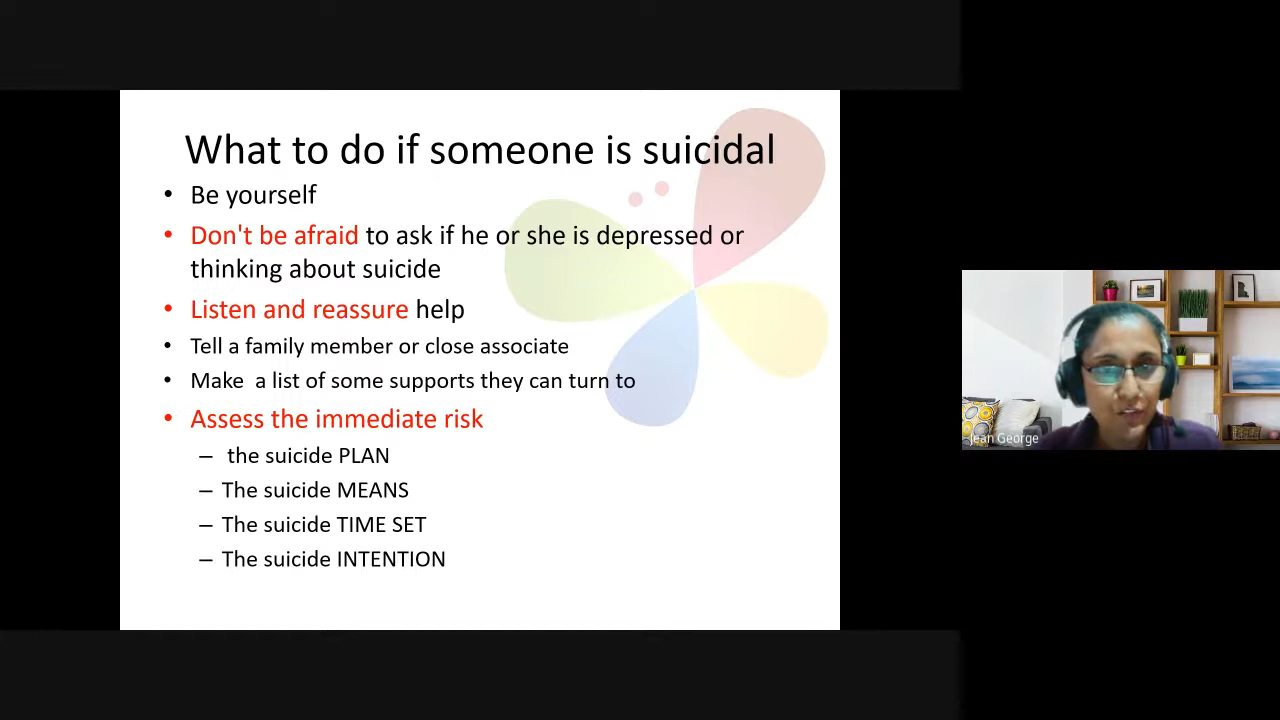 What to do if someone is suicidal
• Be yourself
• Don't be afraid to ask if he or she is depressed or
thinking about suicide
• Listen and reassure help
• Tell a family member or close associate
• Make a list of some supports they can turn to
• Assess the immediate risk
– the suicide PLAN
– The suicide MEANS
– The suicide TIME SET
– The suicide INTENTION
Jean George